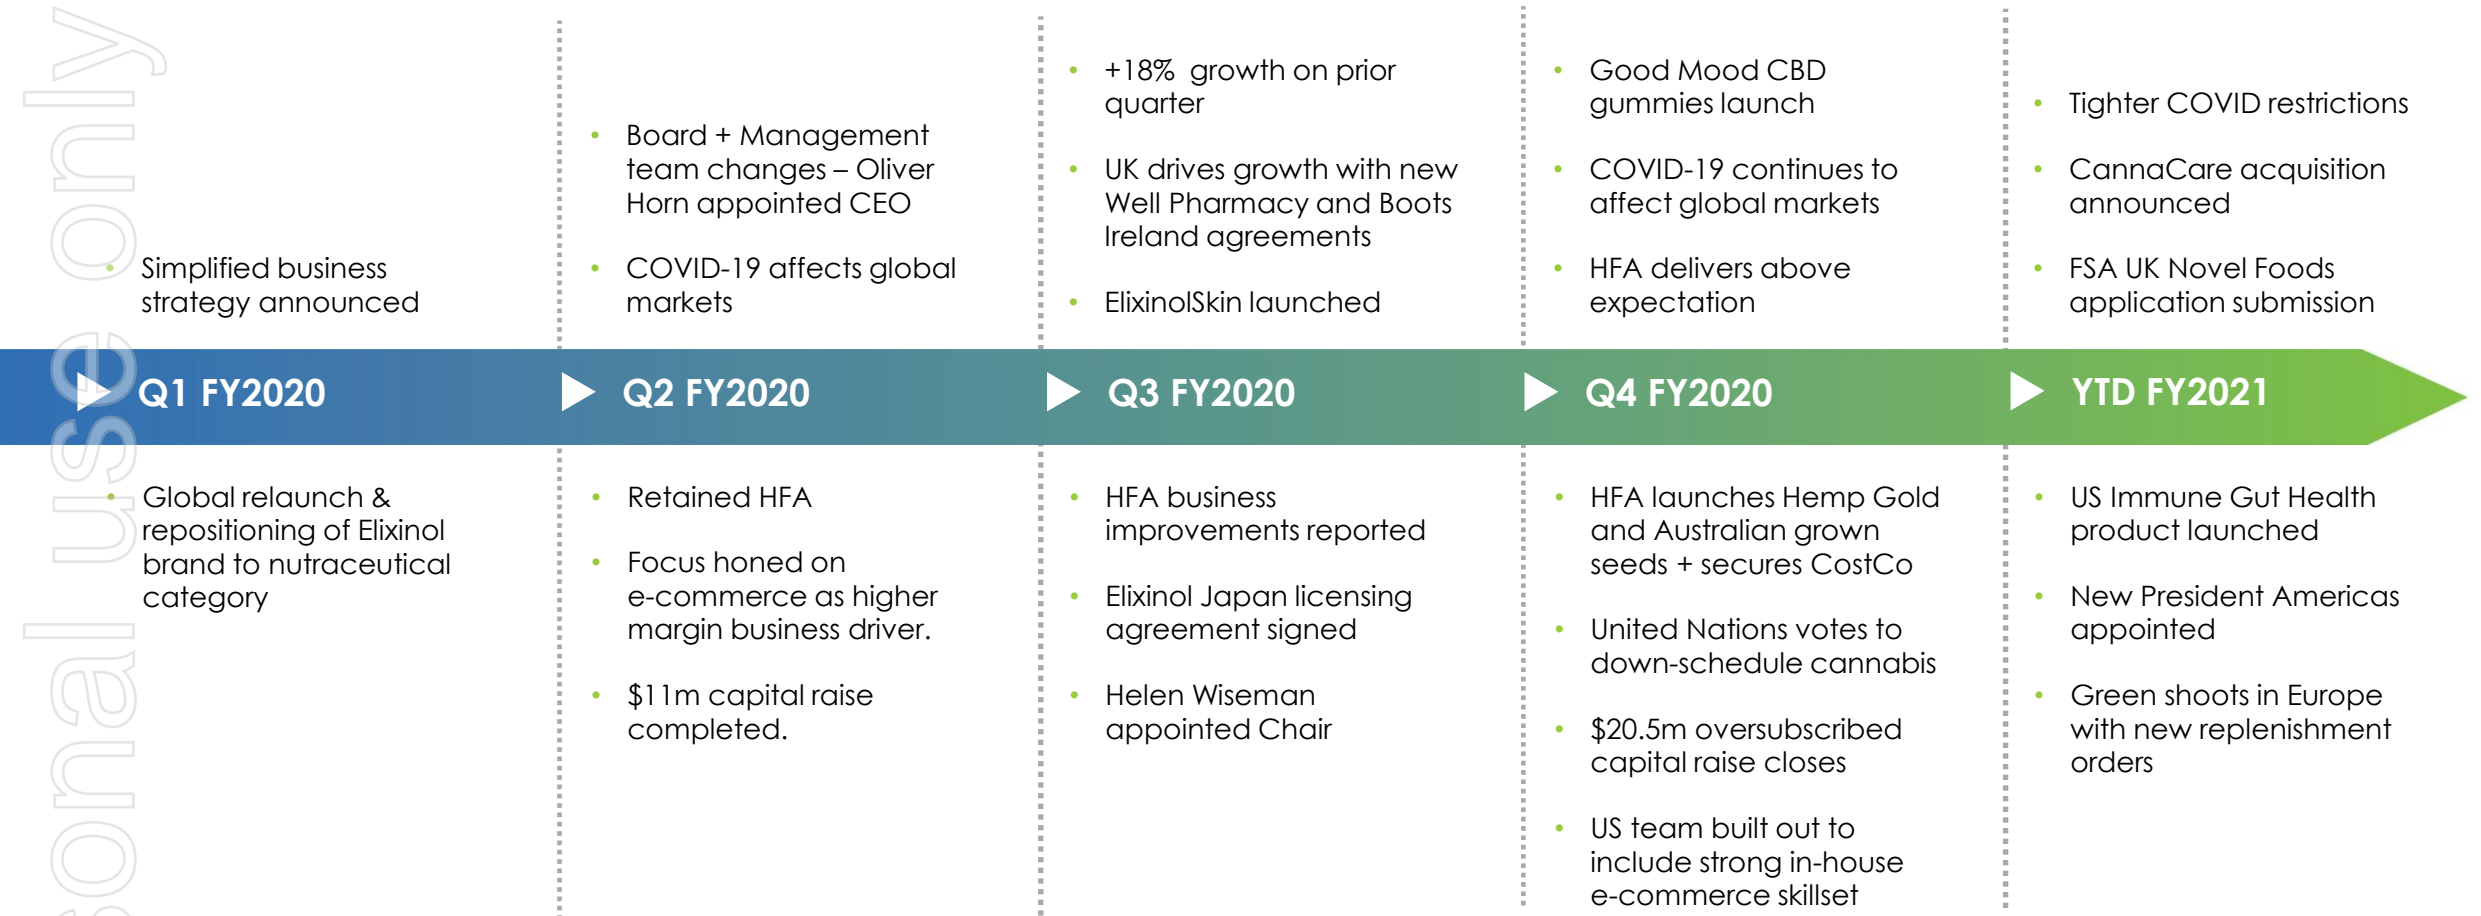 Simplified business
strategy announced
• Board + Management
team changes – Oliver
Horn appointed CEO
• COVID-19 affects global
markets
• +18% growth on prior
quarter
• UK drives growth with new
Well Pharmacy and Boots
Ireland agreements
• ElixinolSkin launched
• Good Mood CBD
gummies launch
• COVID-19 continues to
affect global markets
• HFA delivers above
expectation
• Tighter COVID restrictions
• CannaCare acquisition
announced
• FSA UK Novel Foods
application submission
Q1 FY2020
Q2 FY2020
Q3 FY2020
Q4 FY2020
YTD FY2021
• Global relaunch &
repositioning of Elixinol
brand to nutraceutical
category
• Retained HFA
• Focus honed on
e-commerce as higher
margin business driver.
• $11m capital raise
completed.
• HFA business
improvements reported
• Elixinol Japan licensing
agreement signed
• Helen Wiseman
appointed Chair
• HFA launches Hemp Gold
and Australian grown
seeds + secures CostCo
• United Nations votes to
down-schedule cannabis
• $20.5m oversubscribed
capital raise closes
• US team built out to
include strong in-house
e-commerce skillset
• US Immune Gut Health
product launched
• New President Americas
appointed
• Green shoots in Europe
with new replenishment
orders
sonal use only